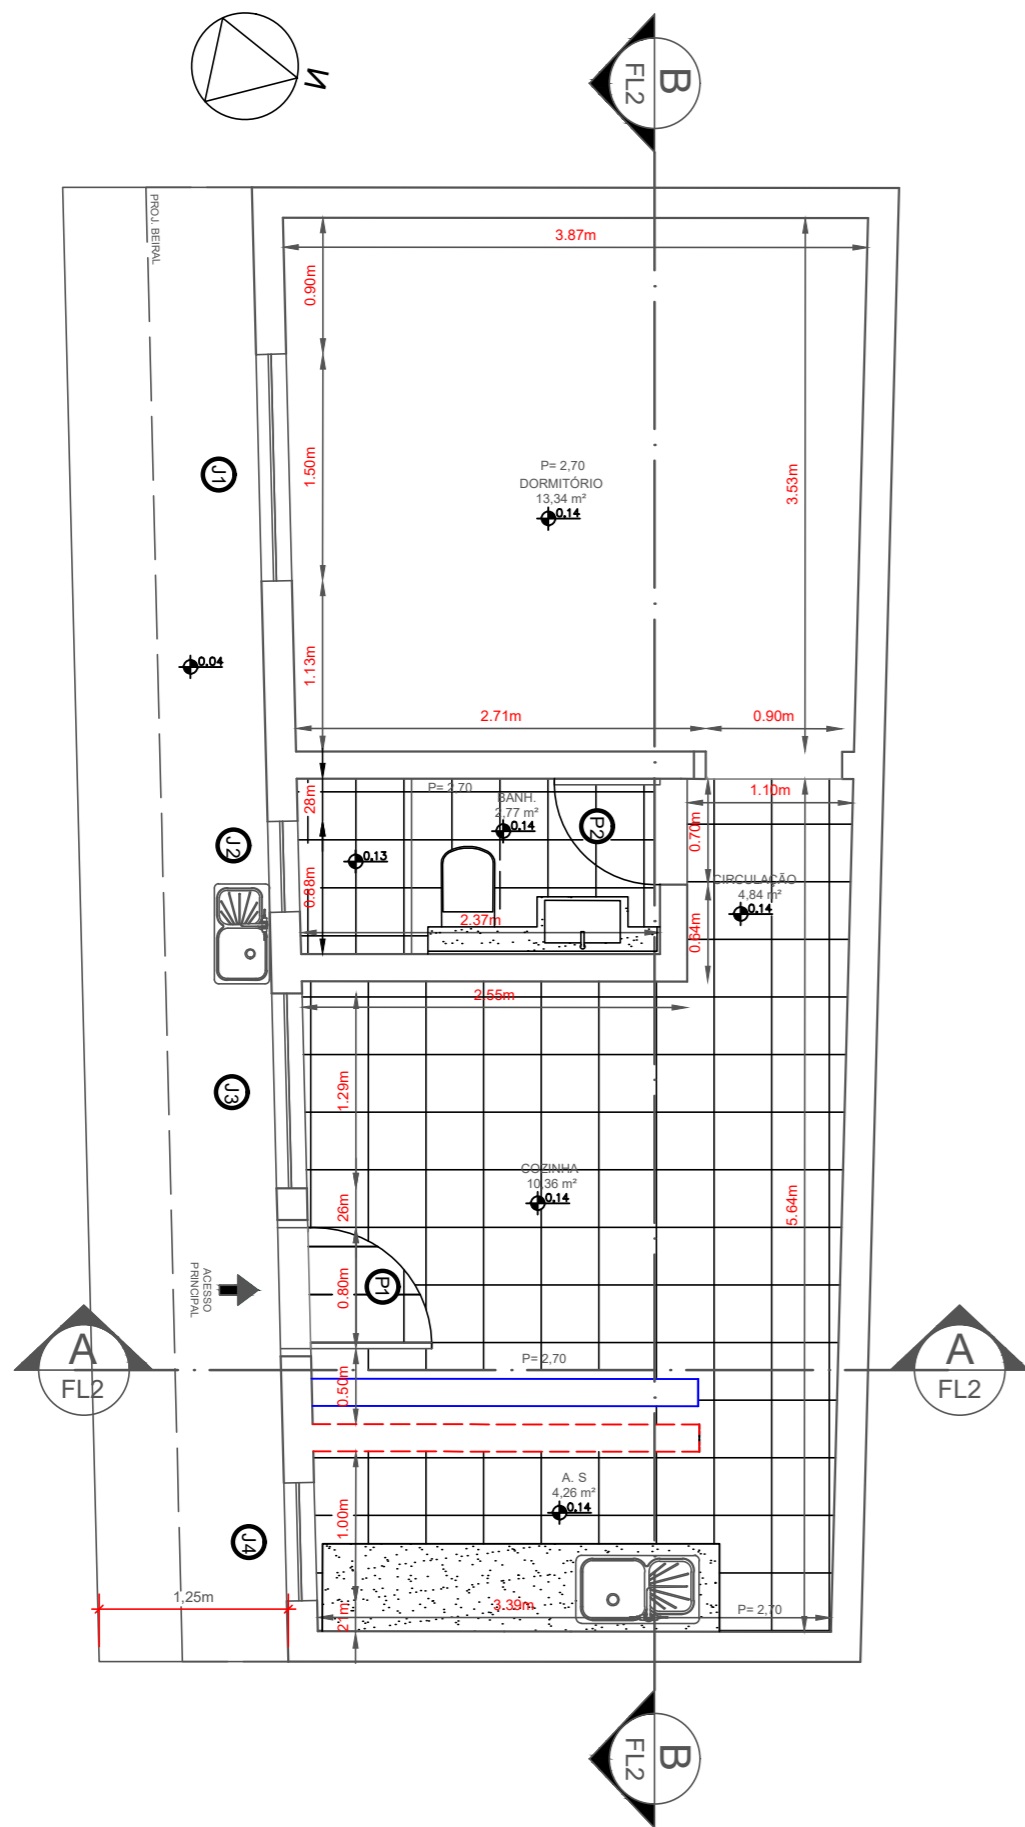 N
B
FL2
PROJ. BEIRAL
3.87m
0.90m
1.50m
3.53m
P= 2,70
DORMITÓRIO
13,34 m²
0.14
J1
0.04
1.13m
2.71m
0.90m
P= 2,70
BANH.
2,77 m²
0.14
1.10m
28m
0.70m
P2
J2
0.13
0.88m
CIRCULAÇÃO
4,84 m²
0.14
2.37m
0.64m
2.55m
J3
1.29m
COZINHA
10,36 m²
0.14
5.64m
26m
0.80m
P1
ACESSO
PRINCIPAL
A
FL2
P= 2,70
A
FL2
0.50m
A. S
4,26 m²
0.14
1.00m
J4
1,25m
3.39m
P= 2,70
21m
B
FL2